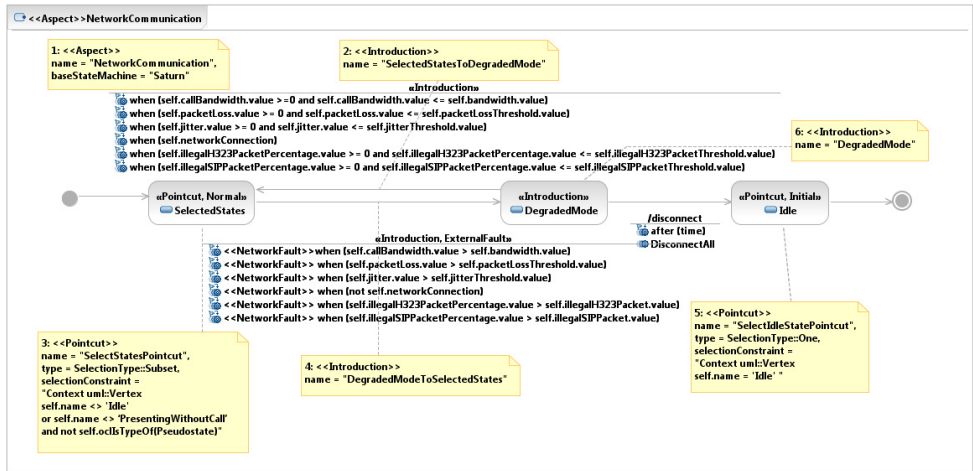 <<Aspect>>NetworkCommunication
1: <<Aspect>>
name = "NetworkCommunication",
baseStateMachine = "Saturn"
2: <<Introduction>>
name = "SelectedStatesToDegradedMode"
«Introduction»
when (self.callBandwidth.value >=0 and self.callBandwidth.value <= self.bandwidth.value)
when (self.packetLoss.value >= 0 and self.packetLoss.value <= self.packetLossThreshold.value)
when (self.jitter.value >= 0 and self.jitter.value <= self.jitterThreshold.value)
when (self.networkConnection)
when (self.illegalH323PacketPercentage.value >= 0 and self.illegalH323PacketPercentage.value <= self.illegalH323PacketThreshold.value)
when (self.illegalSIPPacketPercentage.value >= 0 and self.illegalSIPPacketPercentage.value <= self.illegalSIPPacketThreshold.value)
6: <<Introduction>>
name = "DegradedMode"
«Pointcut, Normal»
SelectedStates
«Introduction»
DegradedMode
«Pointcut, Initial»
Idle
/disconnect
after (time)
DisconnectAll
«Introduction, ExternalFault»
<<NetworkFault>>when (self.callBandwidth.value > self.bandwidth.value)
<<NetworkFault>> when (self.packetLoss.value > self.packetLossThreshold.value)
<<NetworkFault>> when (self.jitter.value > self.jitterThreshold.value)
<<NetworkFault>> when (not self.networkConnection)
<<NetworkFault>> when (self.illegalH323PacketPercentage.value > self.illegalH323Packet.value)
<<NetworkFault>> when (self.illegalSIPPacketPercentage.value > self.illegalSIPPacket.value)
3: <<Pointcut>>
name = "SelectStatesPointcut",
type = SelectionType::Subset,
selectionConstraint =
"Context uml::Vertex
self.name <> 'Idle'
or self.name <> 'PresentingWithoutCall'
and not self.oclIsTypeOf(Pseudostate)"
4: <<Introduction>>
name = "DegradedModeToSelectedStates"
5: <<Pointcut>>
name = "SelectIdleStatePointcut",
type = SelectionType::One,
selectionConstraint =
"Context uml::Vertex
self.name = 'Idle' "